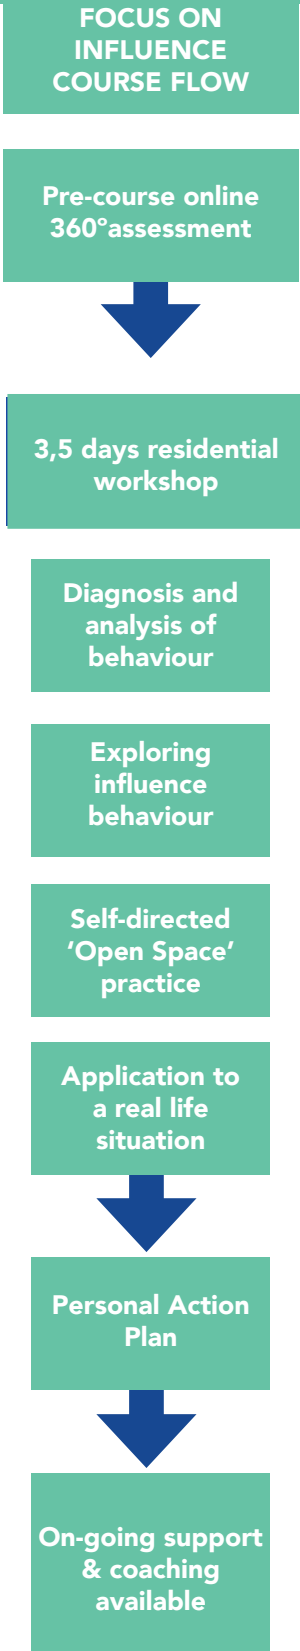 FOCUS ON
INFLUENCE
COURSE FLOW
Pre-course online
360°assessment
3,5 days residential
workshop
Diagnosis and
analysis of
behaviour
Exploring
influence
behaviour
Self-directed
‘Open Space’
practice
Application to
a real life
situation
Personal Action
Plan
On-going support
& coaching
available